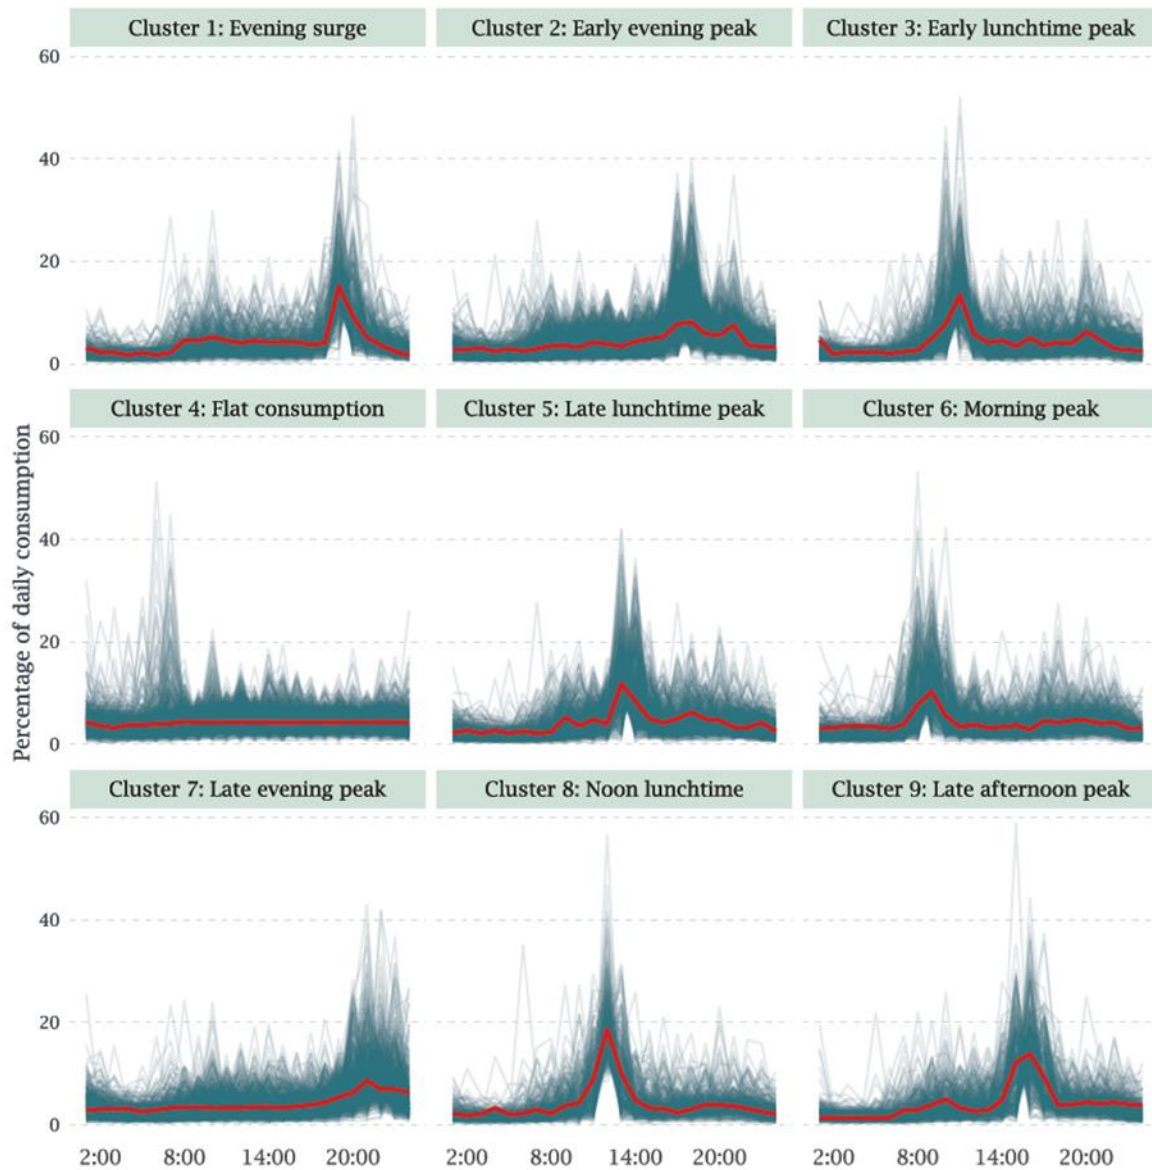 Cluster 1: Evening surge
Cluster 2: Early evening peak
Cluster 3: Early lunchtime peak
60
40
20
0
Cluster 4: Flat consumption
Cluster 5: Late lunchtime peak
Cluster 6: Morning peak
60
40
20
0
Percentage of daily consumption
Cluster 7: Late evening peak
Cluster 8: Noon lunchtime
Cluster 9: Late afternoon peak
60
40
20
0
2:00 8:00 14:00 20:00
2:00 8:00 14:00 20:00
2:00 8:00 14:00 20:00